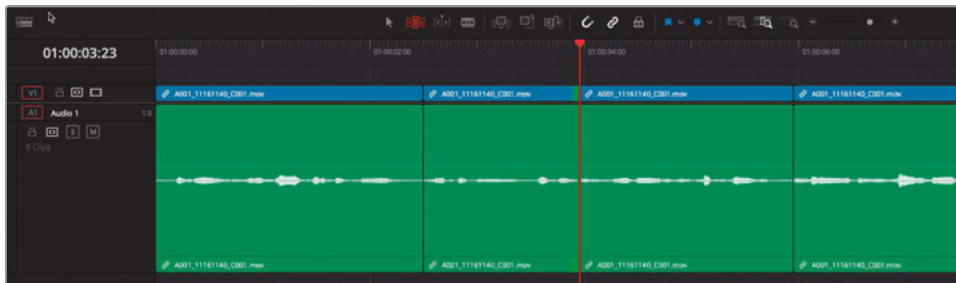 01:00:03:23
01:00:00:00 01:00:02:00 01:00:04:00 01:00:06:00
V1 A001_11161140_C001.mov A001_11161140_C001.mov A001_11161140_C001.mov A001_11161140_C001.mov
A1 Audio 1 1.0
S M
6 Clips
A001_11161140_C001.mov A001_11161140_C001.mov A001_11161140_C001.mov A001_11161140_C001.mov